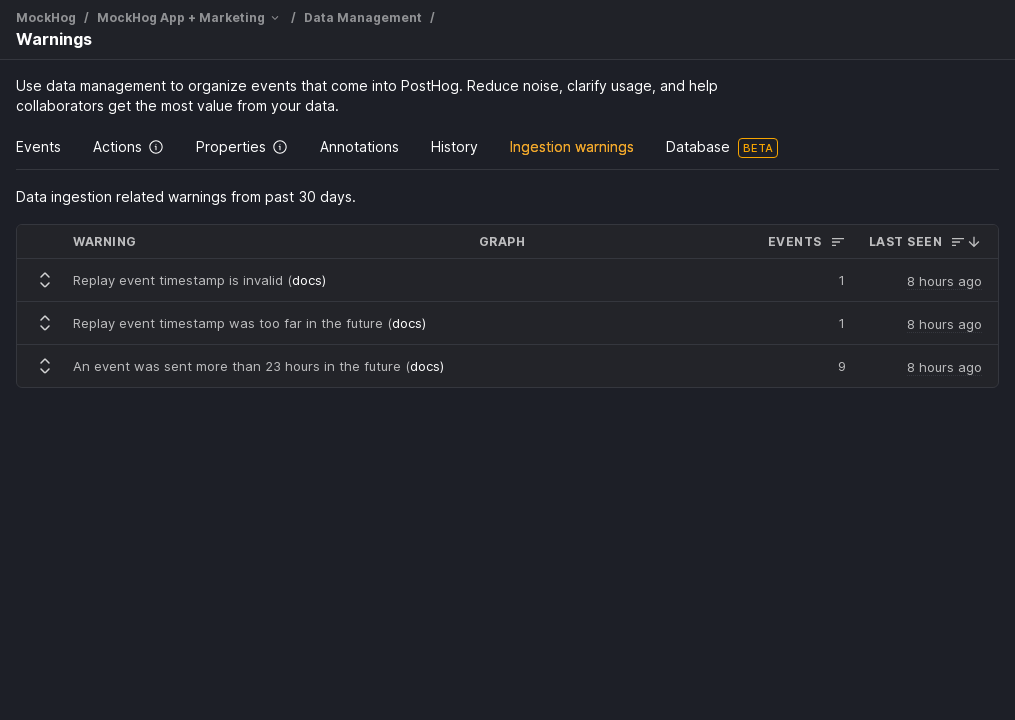 MockHog / MockHog App + Marketing / Data Management /
Warnings
Use data management to organize events that come into PostHog. Reduce noise, clarify usage, and help
collaborators get the most value from your data.
Events Actions Properties Annotations History Ingestion warnings Database BETA
Data ingestion related warnings from past 30 days.
WARNING GRAPH EVENTS LAST SEEN
Replay event timestamp is invalid (docs) 1 8 hours ago
Replay event timestamp was too far in the future (docs) 1 8 hours ago
An event was sent more than 23 hours in the future (docs) 9 8 hours ago